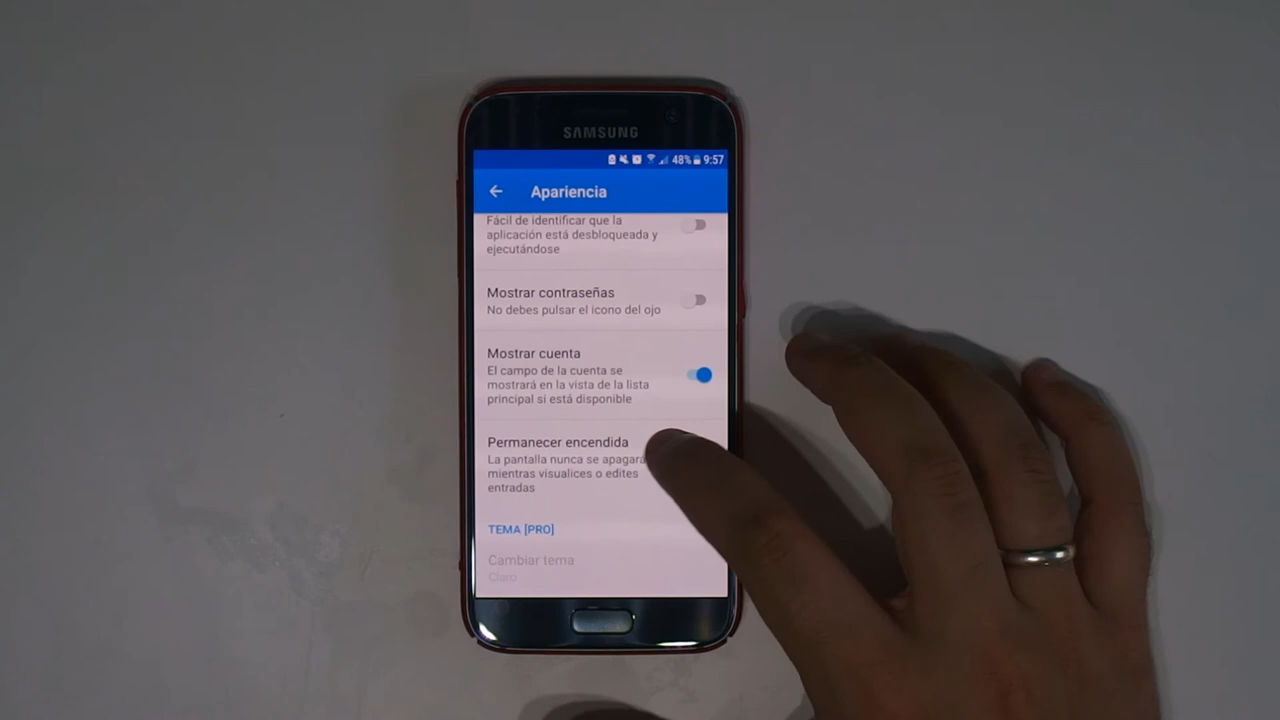 SAMSUNG
48% 9:57
Apariencia
Fácil de identificar que la
aplicación está desbloqueada y
ejecutándose
Mostrar contraseñas
No debes pulsar el icono del ojo
Mostrar cuenta
El campo de la cuenta se
mostrará en la vista de la lista
principal si está disponible
Permanecer encendida
La pantalla nunca se apagará
mientras visualices o edites
entradas
TEMA [PRO]
Cambiar tema
Claro